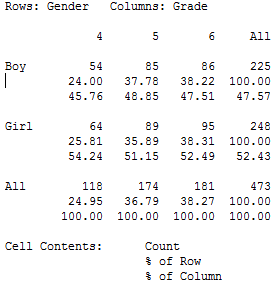 Rows: Gender   Columns: Grade
4 5 6 All
Boy 54 85 86 225
24.00 37.78 38.22 100.00
45.76 48.85 47.51 47.57
Girl 64 89 95 248
25.81 35.89 38.31 100.00
54.24 51.15 52.49 52.43
All 118 174 181 473
24.95 36.79 38.27 100.00
100.00 100.00 100.00 100.00
Cell Contents: Count
% of Row
% of Column